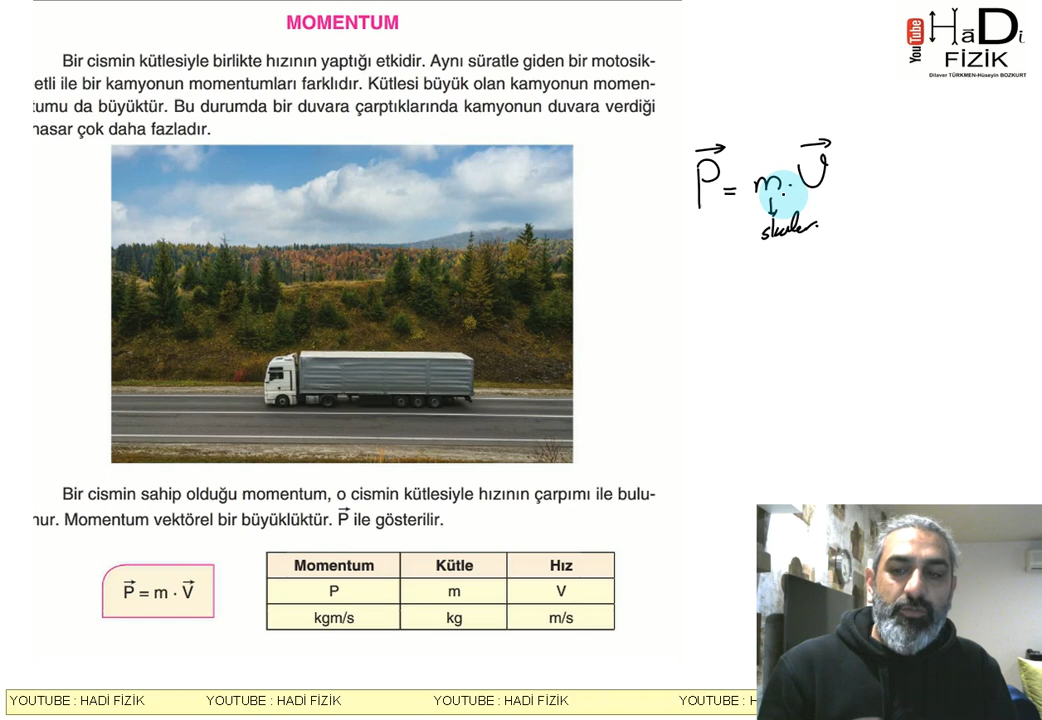 MOMENTUM
Bir cismin kütlesiyle birlikte hızının yaptığı etkidir. Aynı süratle giden bir motosik-
etli ile bir kamyonun momentumları farklıdır. Kütlesi büyük olan kamyonun momen-
tumu da büyüktür. Bu durumda bir duvara çarptıklarında kamyonun duvara verdiği
hasar çok daha fazladır.
YouTube HaDi
FİZİK
Dilaver TÜRKMEN-Hüseyin BOZKURT
P⃗ = m . V⃗
skaler.
Bir cismin sahip olduğu momentum, o cismin kütlesiyle hızının çarpımı ile bulu-
nur. Momentum vektörel bir büyüklüktür. P⃗ ile gösterilir.
P⃗ = m · V⃗
Momentum Kütle Hız
P m V
kgm/s kg m/s
YOUTUBE : HADİ FİZİK YOUTUBE : HADİ FİZİK YOUTUBE : HADİ FİZİK YOUTUBE : H